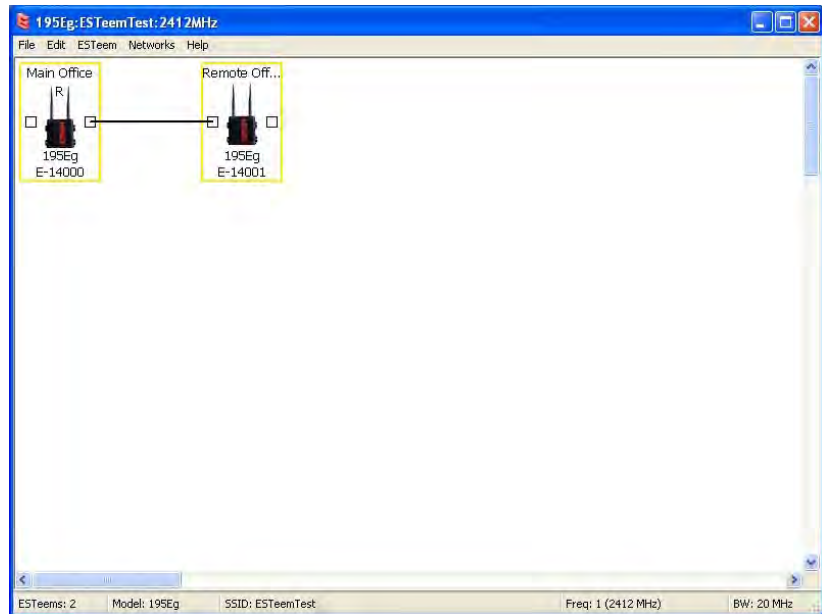 195Eg:ESTeemTest:2412MHz
File Edit ESTeem Networks Help
Main Office
Remote Off...
R
195Eg
E-14000
195Eg
E-14001
ESTeems: 2 Model: 195Eg SSID: ESTeemTest Freq: 1 (2412 MHz) BW: 20 MHz